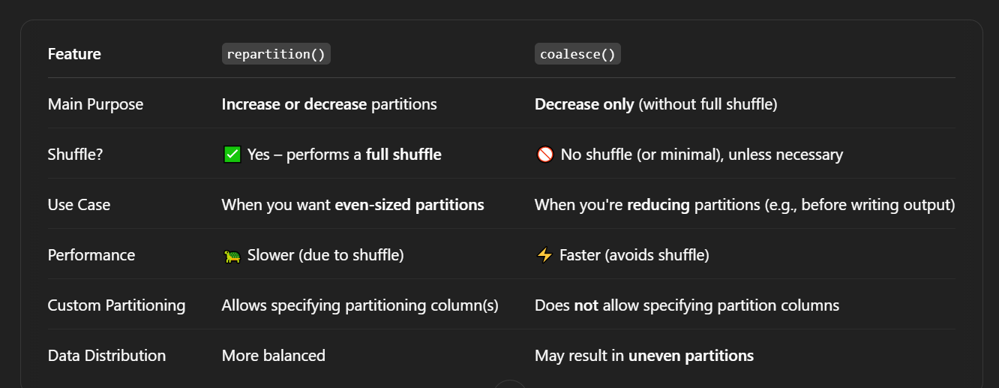 Feature repartition() coalesce()
Main Purpose Increase or decrease partitions Decrease only (without full shuffle)
Shuffle? ✅ Yes – performs a full shuffle 🚫 No shuffle (or minimal), unless necessary
Use Case When you want even-sized partitions When you're reducing partitions (e.g., before writing output)
Performance 🐢 Slower (due to shuffle) ⚡ Faster (avoids shuffle)
Custom Partitioning Allows specifying partitioning column(s) Does not allow specifying partition columns
Data Distribution More balanced May result in uneven partitions